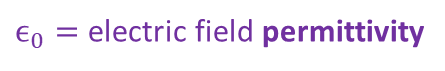 ϵ₀ = electric field permittivity